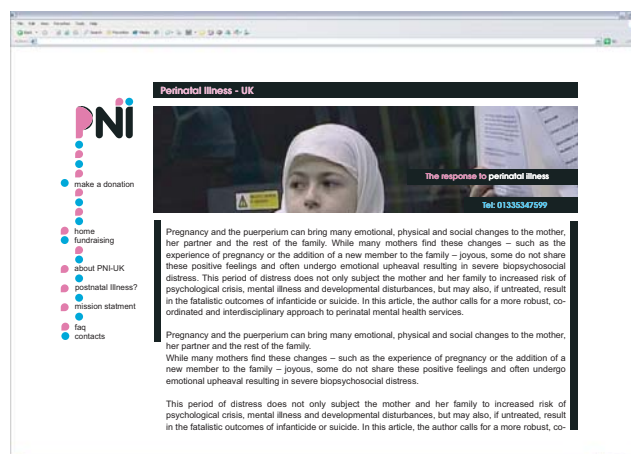 Perinatal Illness - UK
PNI
The response to perinatal illness
Tel: 01335347599
make a donation
home
fundraising
about PNI-UK
postnatal Illness?
mission statment
faq
contacts
Pregnancy and the puerperium can bring many emotional, physical and social changes to the mother,
her partner and the rest of the family. While many mothers find these changes – such as the
experience of pregnancy or the addition of a new member to the family – joyous, some do not share
these positive feelings and often undergo emotional upheaval resulting in severe biopsychosocial
distress. This period of distress does not only subject the mother and her family to increased risk of
psychological crisis, mental illness and developmental disturbances, but may also, if untreated, result
in the fatalistic outcomes of infanticide or suicide. In this article, the author calls for a more robust, co-
ordinated and interdisciplinary approach to perinatal mental health services.
Pregnancy and the puerperium can bring many emotional, physical and social changes to the mother,
her partner and the rest of the family.
While many mothers find these changes – such as the experience of pregnancy or the addition of a
new member to the family – joyous, some do not share these positive feelings and often undergo
emotional upheaval resulting in severe biopsychosocial distress.
This period of distress does not only subject the mother and her family to increased risk of
psychological crisis, mental illness and developmental disturbances, but may also, if untreated, result
in the fatalistic outcomes of infanticide or suicide. In this article, the author calls for a more robust, co-